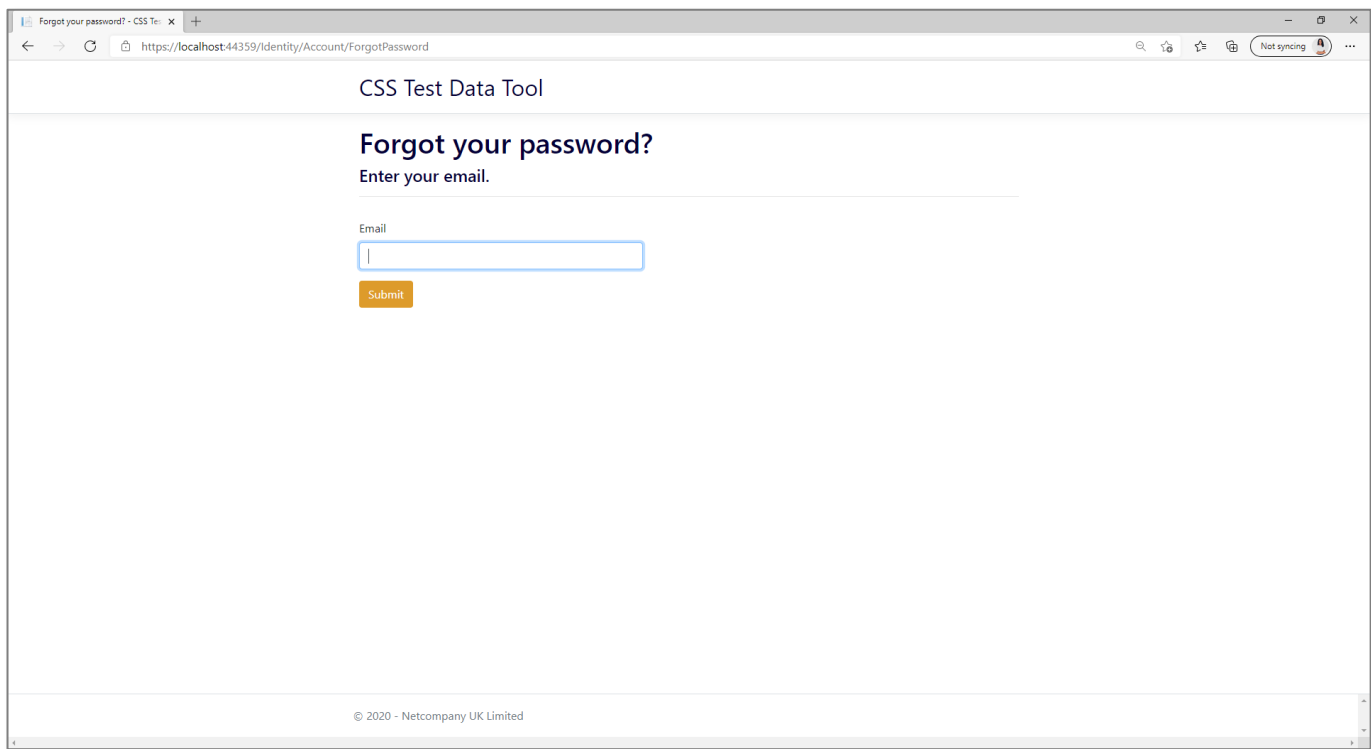 Forgot your password? - CSS Te
https://localhost:44359/Identity/Account/ForgotPassword
Not syncing
CSS Test Data Tool
Forgot your password?
Enter your email.
Email
Submit
© 2020 - Netcompany UK Limited